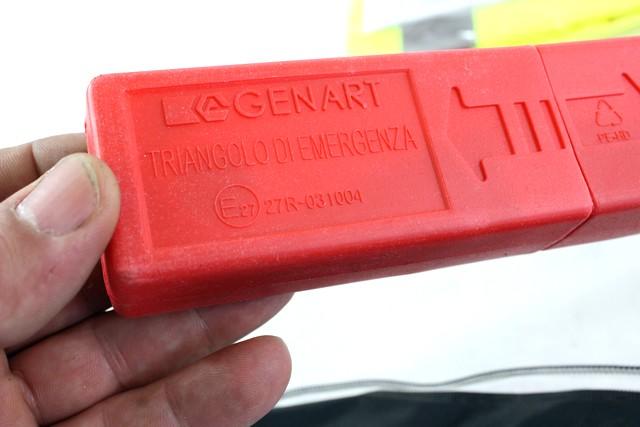 GENART
TRIANGOLO DI EMERGENZA
E27 27R-031004
PE-HD